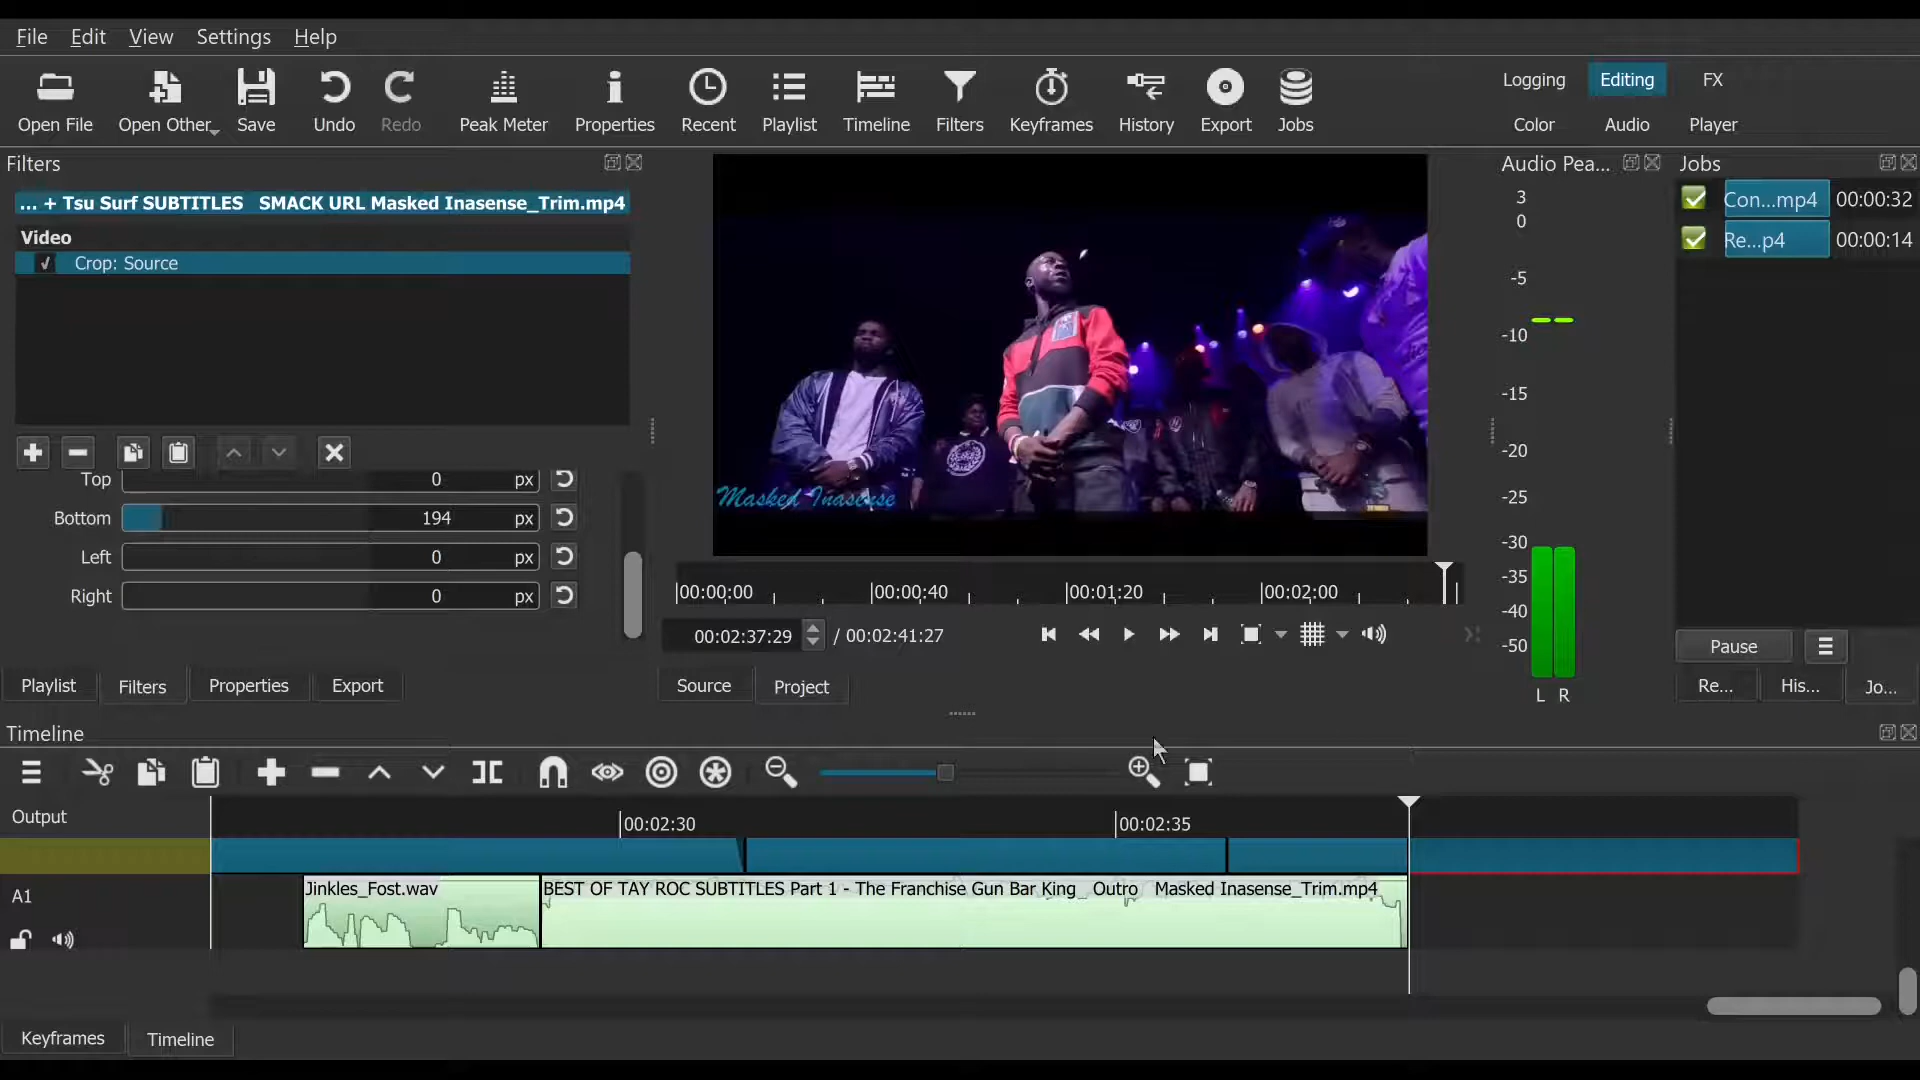 File Edit View Settings Help
Open File Open Other... Save Undo Redo Peak Meter Properties Recent Playlist Timeline Filters Keyframes History Export Jobs
Logging Editing FX
Color Audio Player
Filters
Audio Pea...
Jobs
... + Tsu Surf SUBTITLES SMACK URL Masked Inasense_Trim.mp4
Video
Crop: Source
Con...mp4 00:00:32
Re...p4 00:00:14
3
0
-5
-10
-15
-20
-25
-30
-35
-40
-50
L R
Masked Inasense
Top 0 px
Bottom 194 px
Left 0 px
Right 0 px
00:00:00 00:00:40 00:01:20 00:02:00
00:02:37:29 / 00:02:41:27
Pause
Playlist Filters Properties Export
Source Project
Re... His... Jo...
Timeline
Output
00:02:30 00:02:35
A1
Jinkles_Fost.wav
BEST OF TAY ROC SUBTITLES Part 1 - The Franchise Gun Bar King_ Outro Masked Inasense_Trim.mp4
Keyframes Timeline